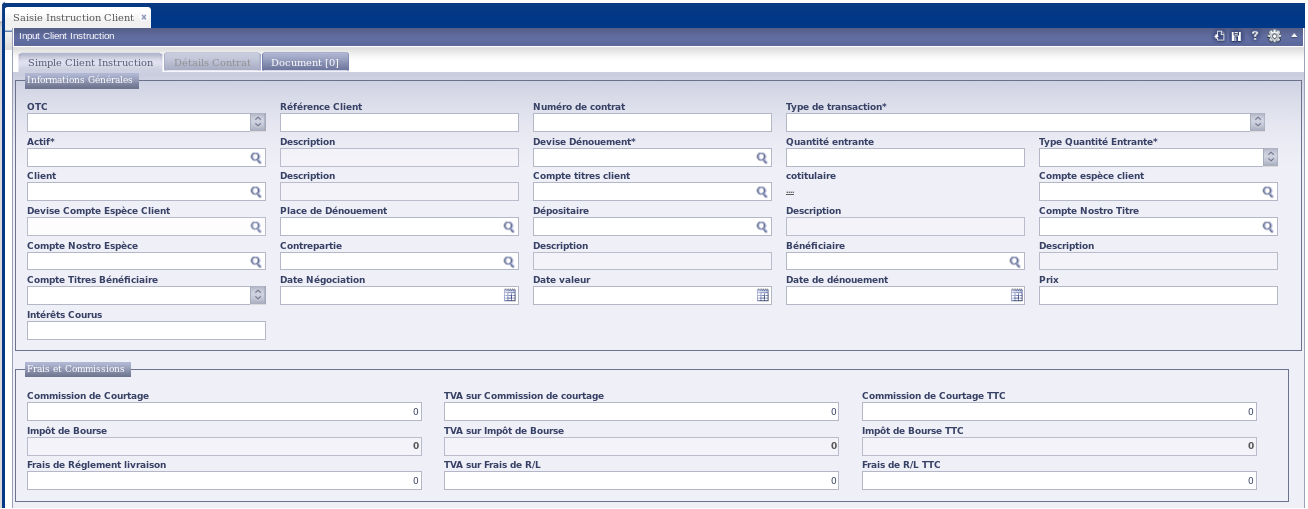 Saisie Instruction Client ×
Input Client Instruction ?
Simple Client Instruction Détails Contrat Document [0]
Informations Générales
OTC Référence Client Numéro de contrat Type de transaction*
Actif* Description Devise Dénouement* Quantité entrante Type Quantité Entrante*
Client Description Compte titres client cotitulaire Compte espèce client
Devise Compte Espèce Client Place de Dénouement Dépositaire Description Compte Nostro Titre
Compte Nostro Espèce Contrepartie Description Bénéficiaire Description
Compte Titres Bénéficiaire Date Négociation Date valeur Date de dénouement Prix
Intérêts Courus
Frais et Commissions
Commission de Courtage TVA sur Commission de courtage Commission de Courtage TTC
0 0 0
Impôt de Bourse TVA sur Impôt de Bourse Impôt de Bourse TTC
0 0 0
Frais de Réglement livraison TVA sur Frais de R/L Frais de R/L TTC
0 0 0